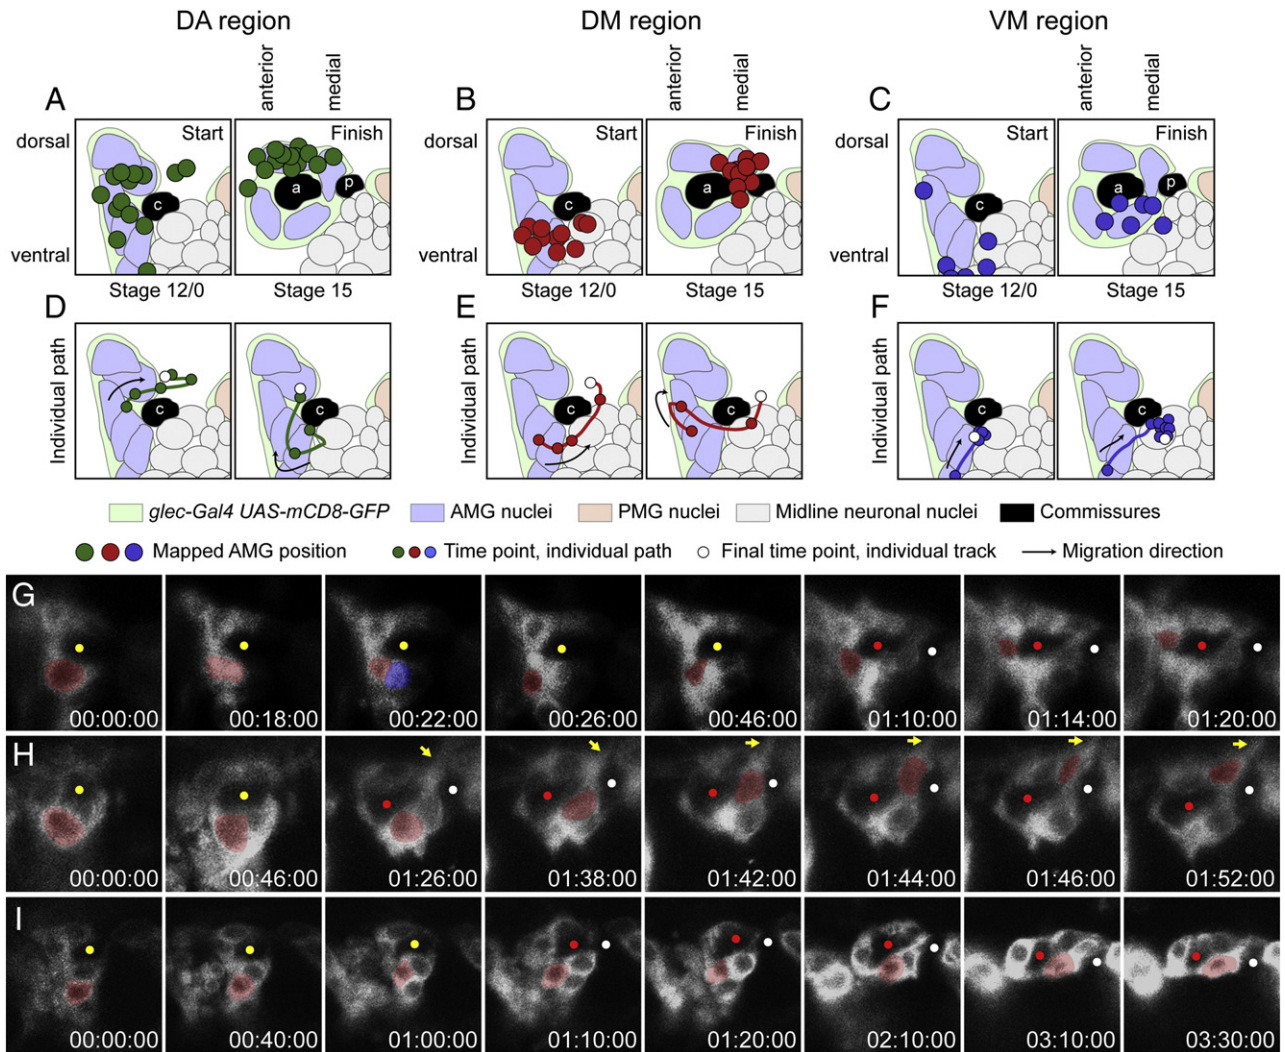 DA region DM region VM region
anterior medial anterior medial anterior medial
A B C
dorsal Start Finish dorsal Start Finish dorsal Start Finish
c a p c a c a p
ventral ventral ventral
Stage 12/0 Stage 15 Stage 12/0 Stage 15 Stage 12/0 Stage 15
D E F
Individual path Individual path Individual path
c c c c c c
glec-Gal4 UAS-mCD8-GFP AMG nuclei PMG nuclei Midline neuronal nuclei Commissures
Mapped AMG position Time point, individual path Final time point, individual track Migration direction
G
00:00:00 00:18:00 00:22:00 00:26:00 00:46:00 01:10:00 01:14:00 01:20:00
H
00:00:00 00:46:00 01:26:00 01:38:00 01:42:00 01:44:00 01:46:00 01:52:00
I
00:00:00 00:40:00 01:00:00 01:10:00 01:20:00 02:10:00 03:10:00 03:30:00